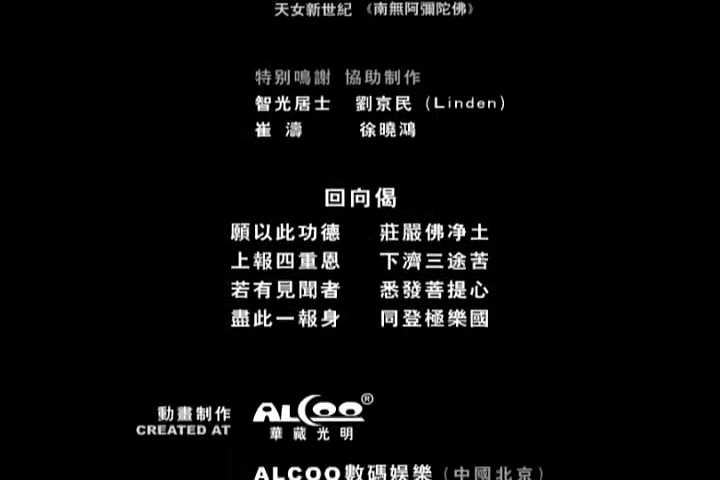 天女新世紀 《南無阿彌陀佛》
特别鳴謝 協助制作
智光居士 劉京民 (Linden)
崔 濤 徐曉鴻
回向偈
願以此功德 莊嚴佛净土
上報四重恩 下濟三途苦
若有見聞者 悉發菩提心
盡此一報身 同登極樂國
動畫制作 ALCOO®
CREATED AT 華藏光明
ALCOO數碼娱樂 (中國北京)